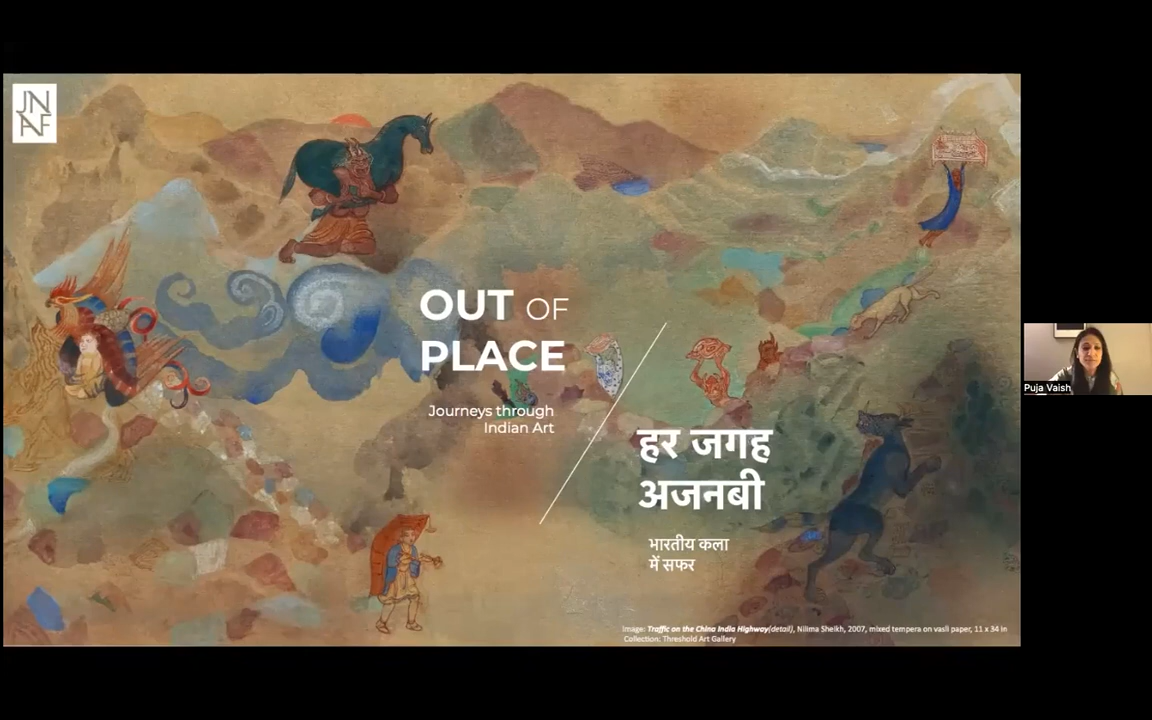 JN
AF
OUT OF
PLACE
Journeys through
Indian Art
हर जगह
अजनबी
भारतीय कला
में सफर
Image: Traffic on the China India Highway(detail), Nilima Sheikh, 2007, mixed tempera on vasli paper, 11 x 34 in
Collection: Threshold Art Gallery
Puja Vaish